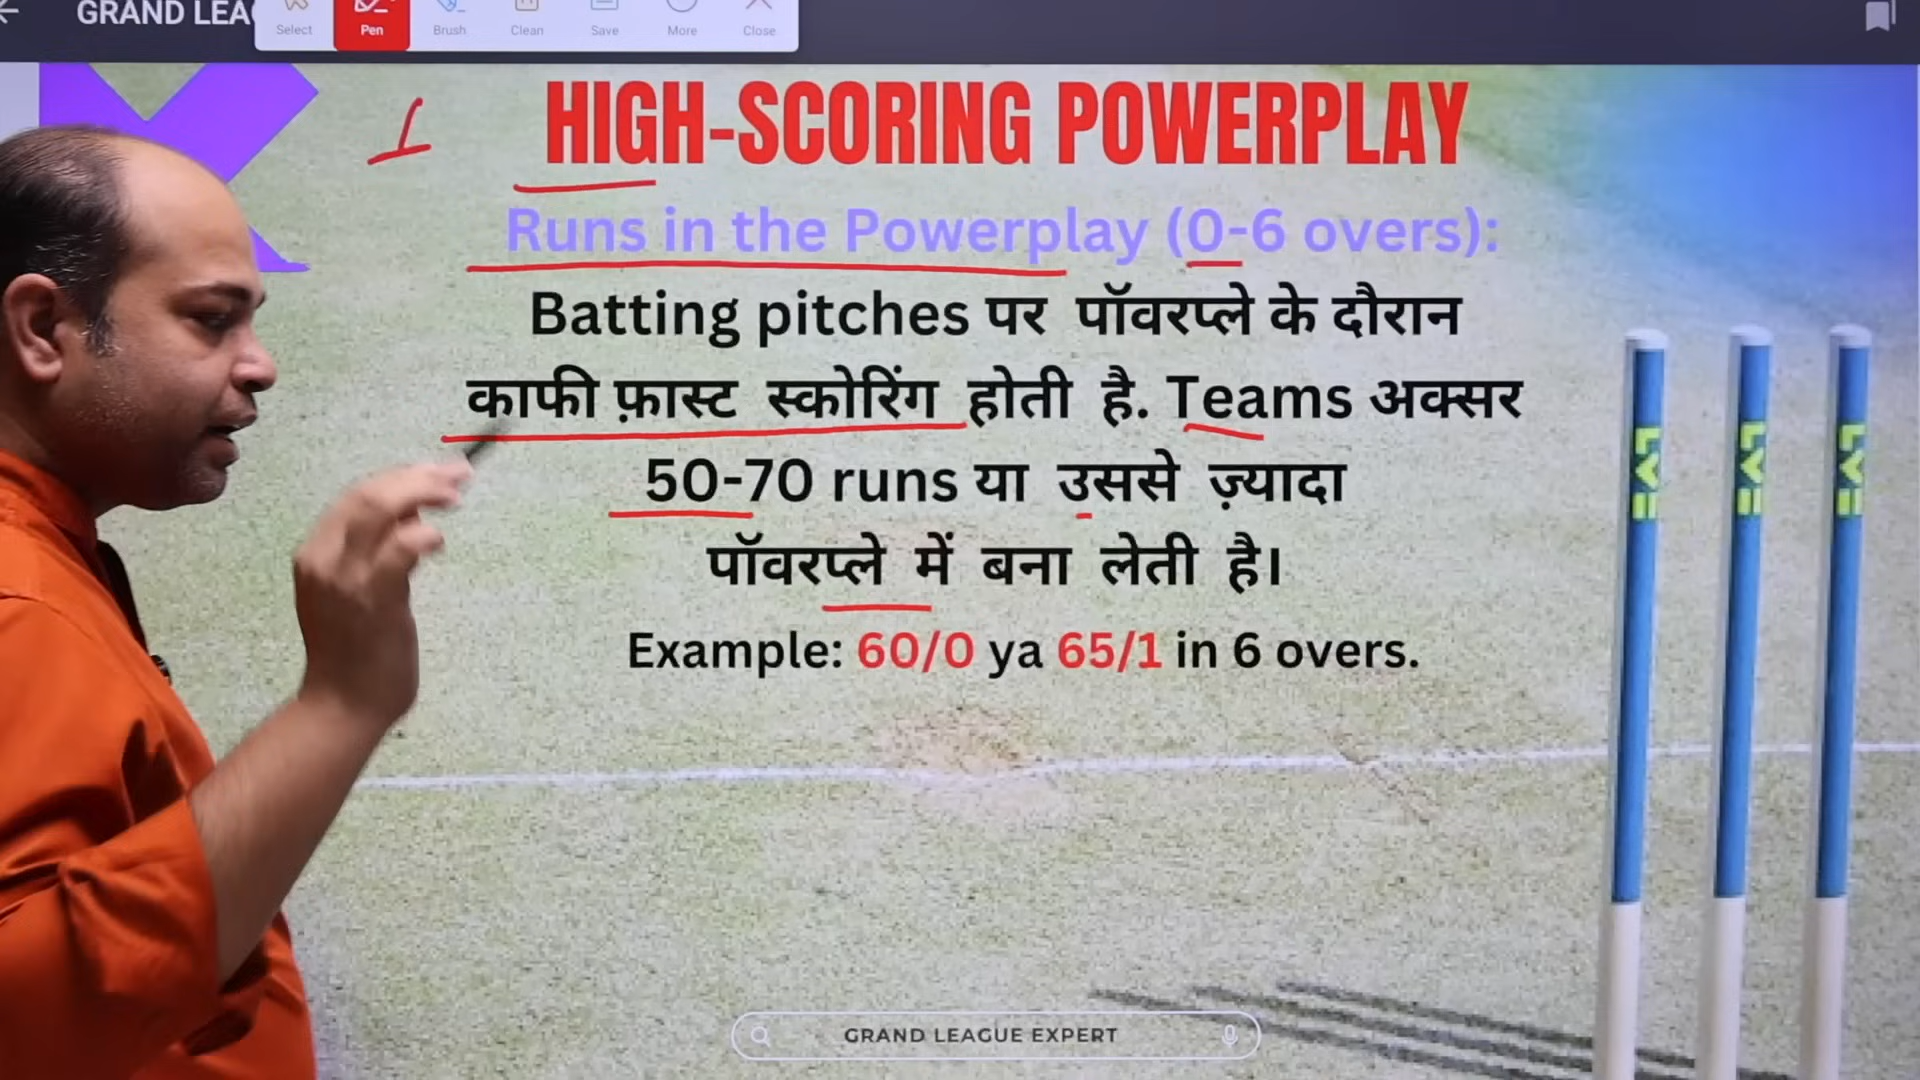 GRAND LEA
Select
Pen
Brush
Clean
Save
More
Close
1
HIGH-SCORING POWERPLAY
Runs in the Powerplay (0-6 overs):
Batting pitches पर पॉवरप्ले के दौरान
काफी फ़ास्ट स्कोरिंग होती है. Teams अक्सर
50-70 runs या उससे ज़्यादा
पॉवरप्ले में बना लेती है।
Example: 60/0 ya 65/1 in 6 overs.
GRAND LEAGUE EXPERT